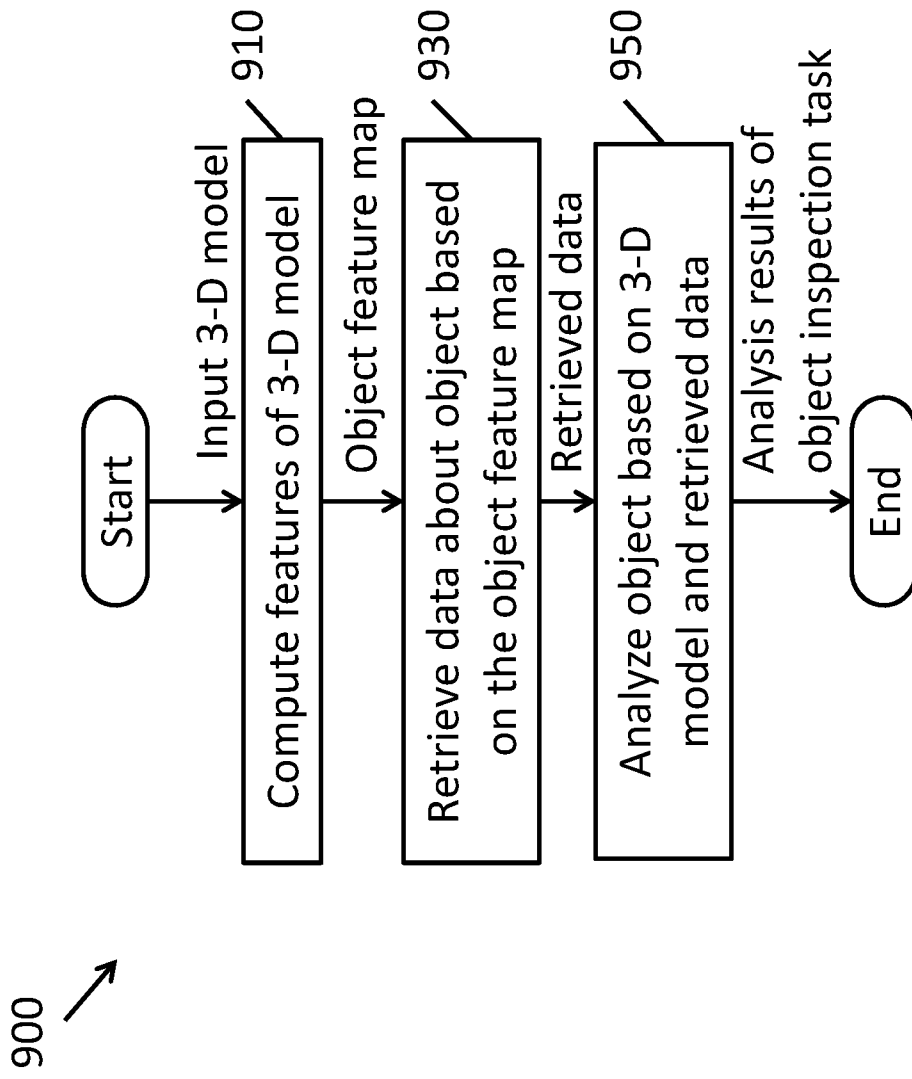 900
Start
Input 3-D model
Compute features of 3-D model
910
Object feature map
Retrieve data about object based
on the object feature map
930
Retrieved data
Analyze object based on 3-D
model and retrieved data
950
Analysis results of
object inspection task
End